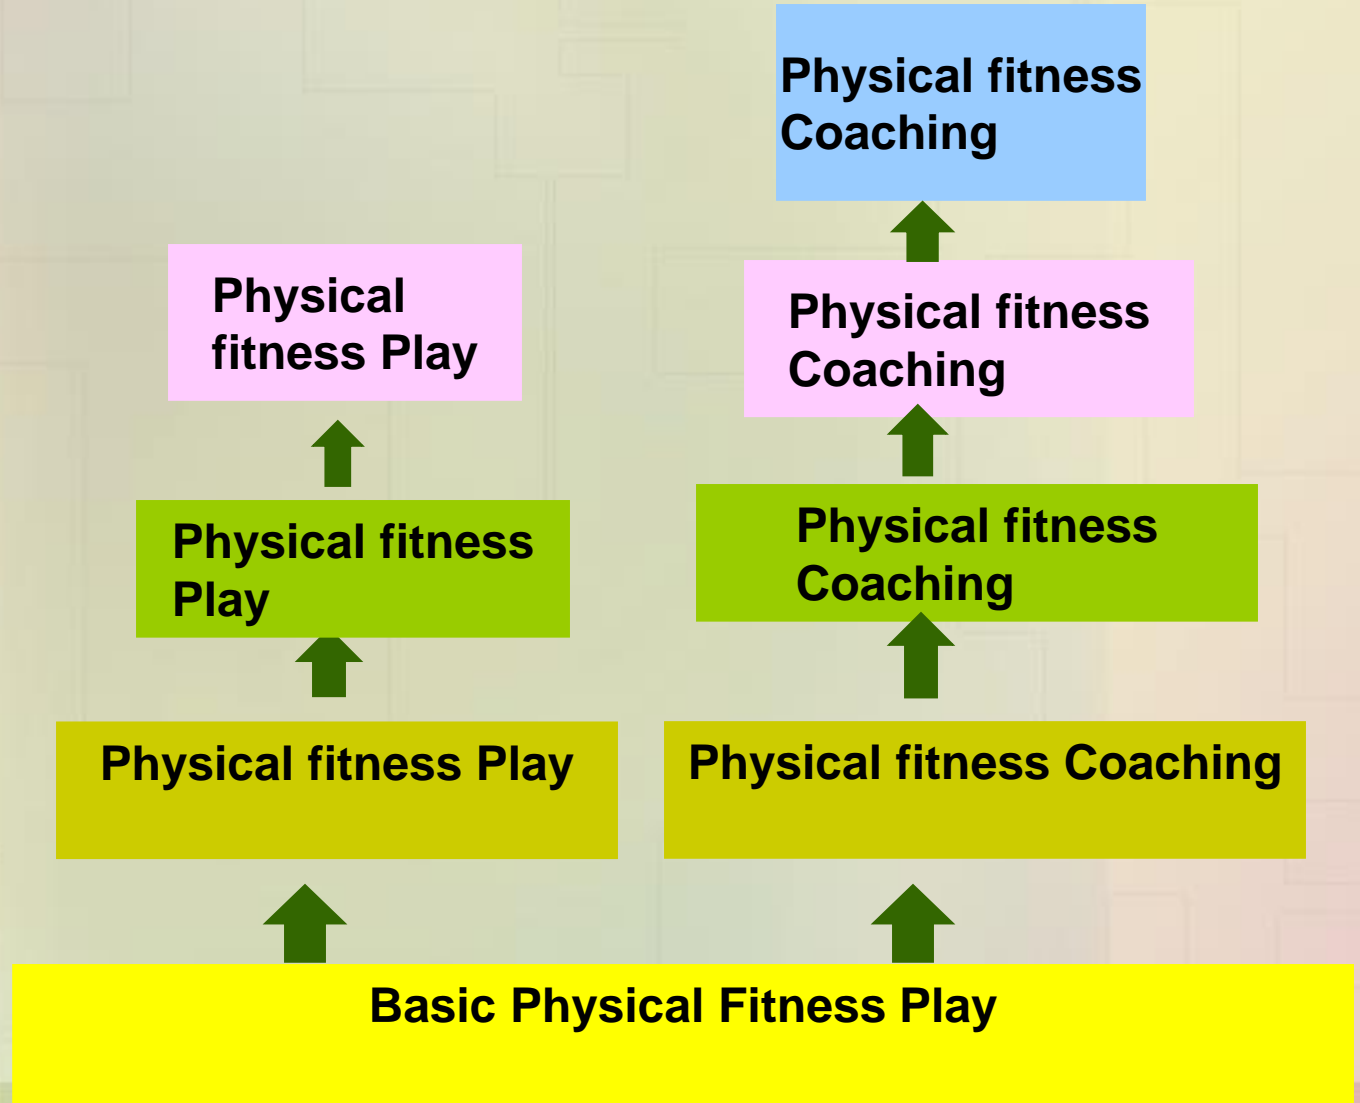 Physical fitness
Coaching
Physical
fitness Play
Physical fitness
Coaching
Physical fitness
Play
Physical fitness
Coaching
Physical fitness Play
Physical fitness Coaching
Basic Physical Fitness Play